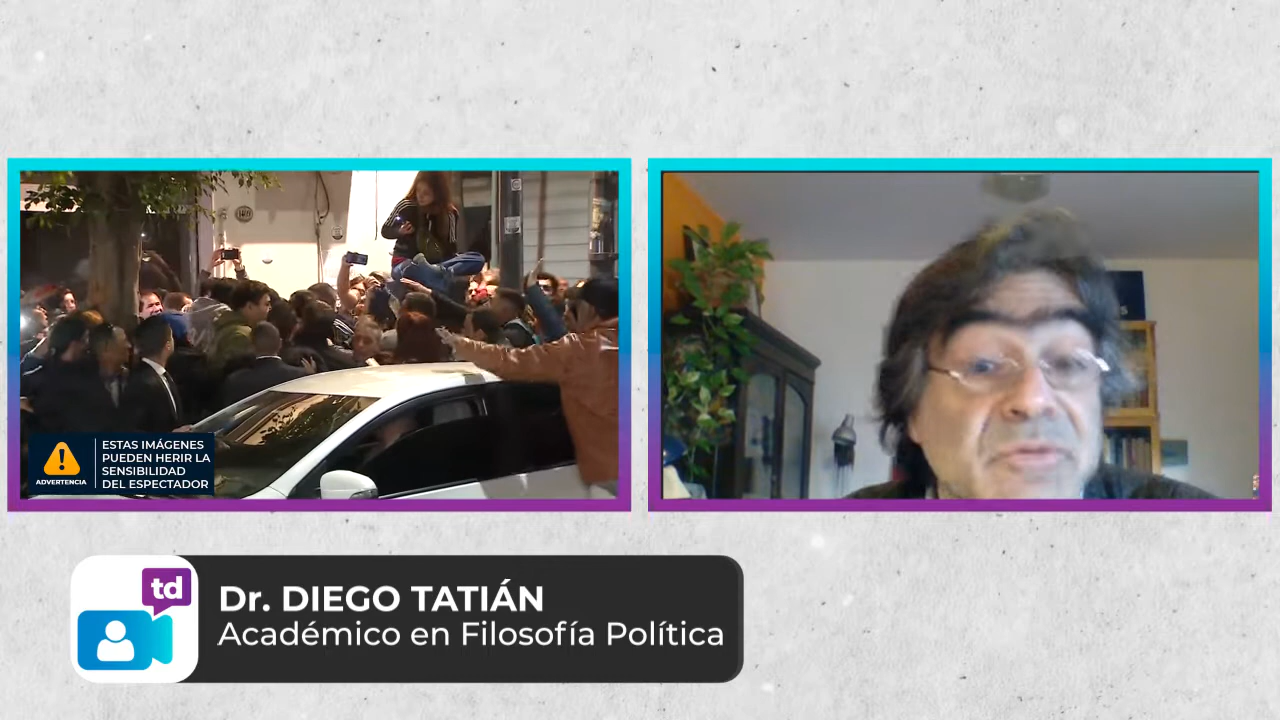 ESTAS IMÁGENES
PUEDEN HERIR LA
SENSIBILIDAD
DEL ESPECTADOR
ADVERTENCIA
td
Dr. DIEGO TATIÁN
Académico en Filosofía Política